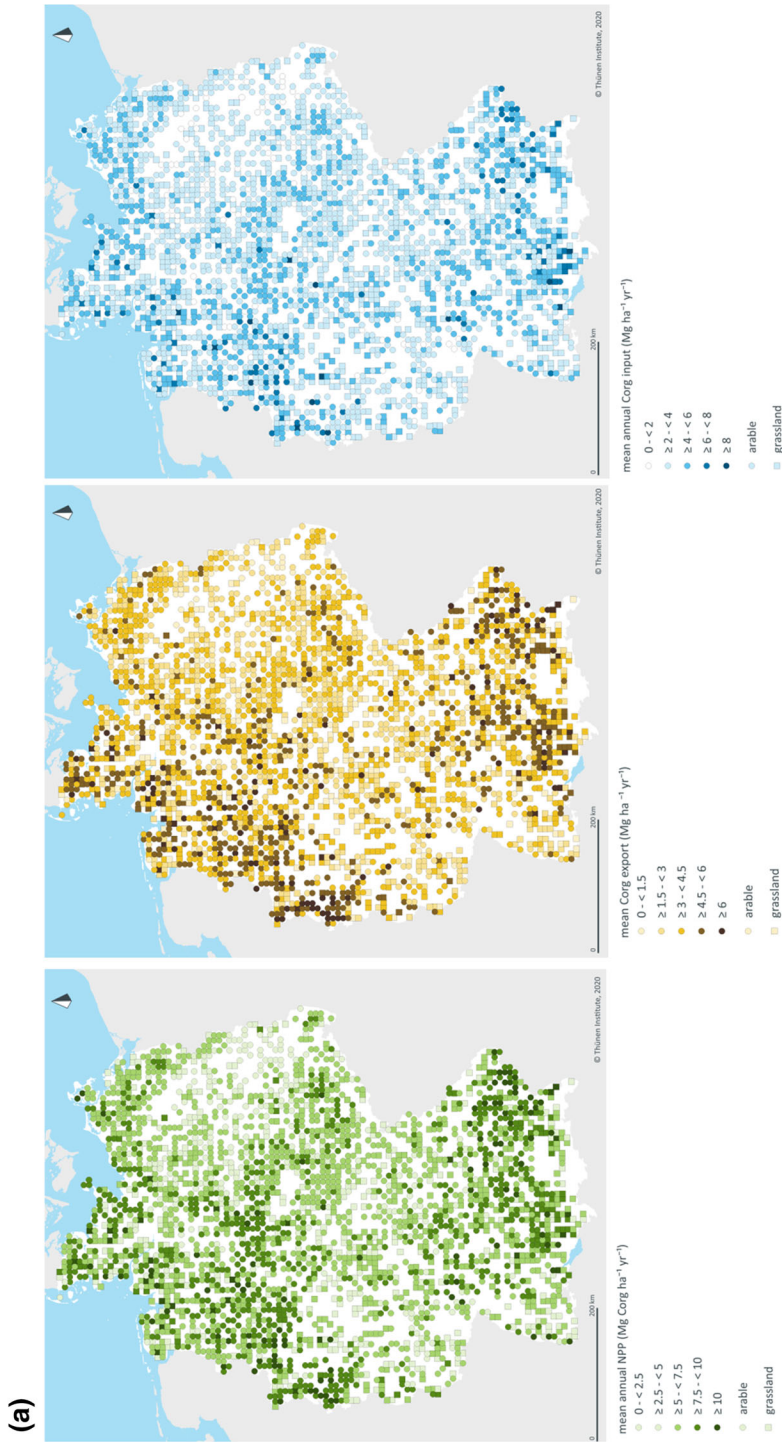 (a)
© Thünen Institute, 2020
0 200 km
mean annual NPP (Mg Corg ha⁻¹ yr⁻¹)
0 - < 2.5
≥ 2.5 - < 5
≥ 5 - < 7.5
≥ 7.5 - < 10
≥ 10
arable
grassland
© Thünen Institute, 2020
0 200 km
mean Corg export (Mg ha⁻¹ yr⁻¹)
0 - < 1.5
≥ 1.5 - < 3
≥ 3 - < 4.5
≥ 4.5 - < 6
≥ 6
arable
grassland
© Thünen Institute, 2020
0 200 km
mean annual Corg input (Mg ha⁻¹ yr⁻¹)
0 - < 2
≥ 2 - < 4
≥ 4 - < 6
≥ 6 - < 8
≥ 8
arable
grassland